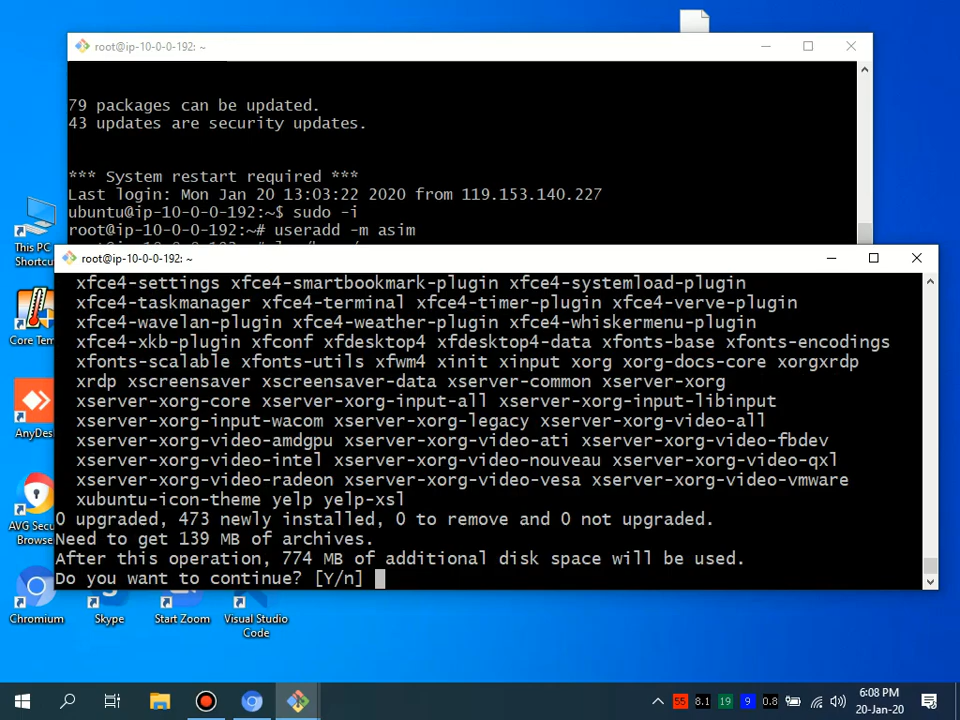 root@ip-10-0-0-192: ~
79 packages can be updated.
43 updates are security updates.
*** System restart required ***
Last login: Mon Jan 20 13:03:22 2020 from 119.153.140.227
ubuntu@ip-10-0-0-192:~$ sudo -i
root@ip-10-0-0-192:~# useradd -m asim
root@ip-10-0-0-192: ~
xfce4-settings xfce4-smartbookmark-plugin xfce4-systemload-plugin
xfce4-taskmanager xfce4-terminal xfce4-timer-plugin xfce4-verve-plugin
xfce4-wavelan-plugin xfce4-weather-plugin xfce4-whiskermenu-plugin
xfce4-xkb-plugin xfconf xfdesktop4 xfdesktop4-data xfonts-base xfonts-encodings
xfonts-scalable xfonts-utils xfwm4 xinit xinput xorg xorg-docs-core xorgxrdp
xrdp xscreensaver xscreensaver-data xserver-common xserver-xorg
xserver-xorg-core xserver-xorg-input-all xserver-xorg-input-libinput
xserver-xorg-input-wacom xserver-xorg-legacy xserver-xorg-video-all
xserver-xorg-video-amdgpu xserver-xorg-video-ati xserver-xorg-video-fbdev
xserver-xorg-video-intel xserver-xorg-video-nouveau xserver-xorg-video-qxl
xserver-xorg-video-radeon xserver-xorg-video-vesa xserver-xorg-video-vmware
xubuntu-icon-theme yelp yelp-xsl
0 upgraded, 473 newly installed, 0 to remove and 0 not upgraded.
Need to get 139 MB of archives.
After this operation, 774 MB of additional disk space will be used.
Do you want to continue? [Y/n]
This PC
Shortcu
Core Tem
AnyDes
AVG Secu
Browse
Chromium
Skype
Start Zoom
Visual Studio
Code
55
8.1
19
9
0.8
6:08 PM
20-Jan-20